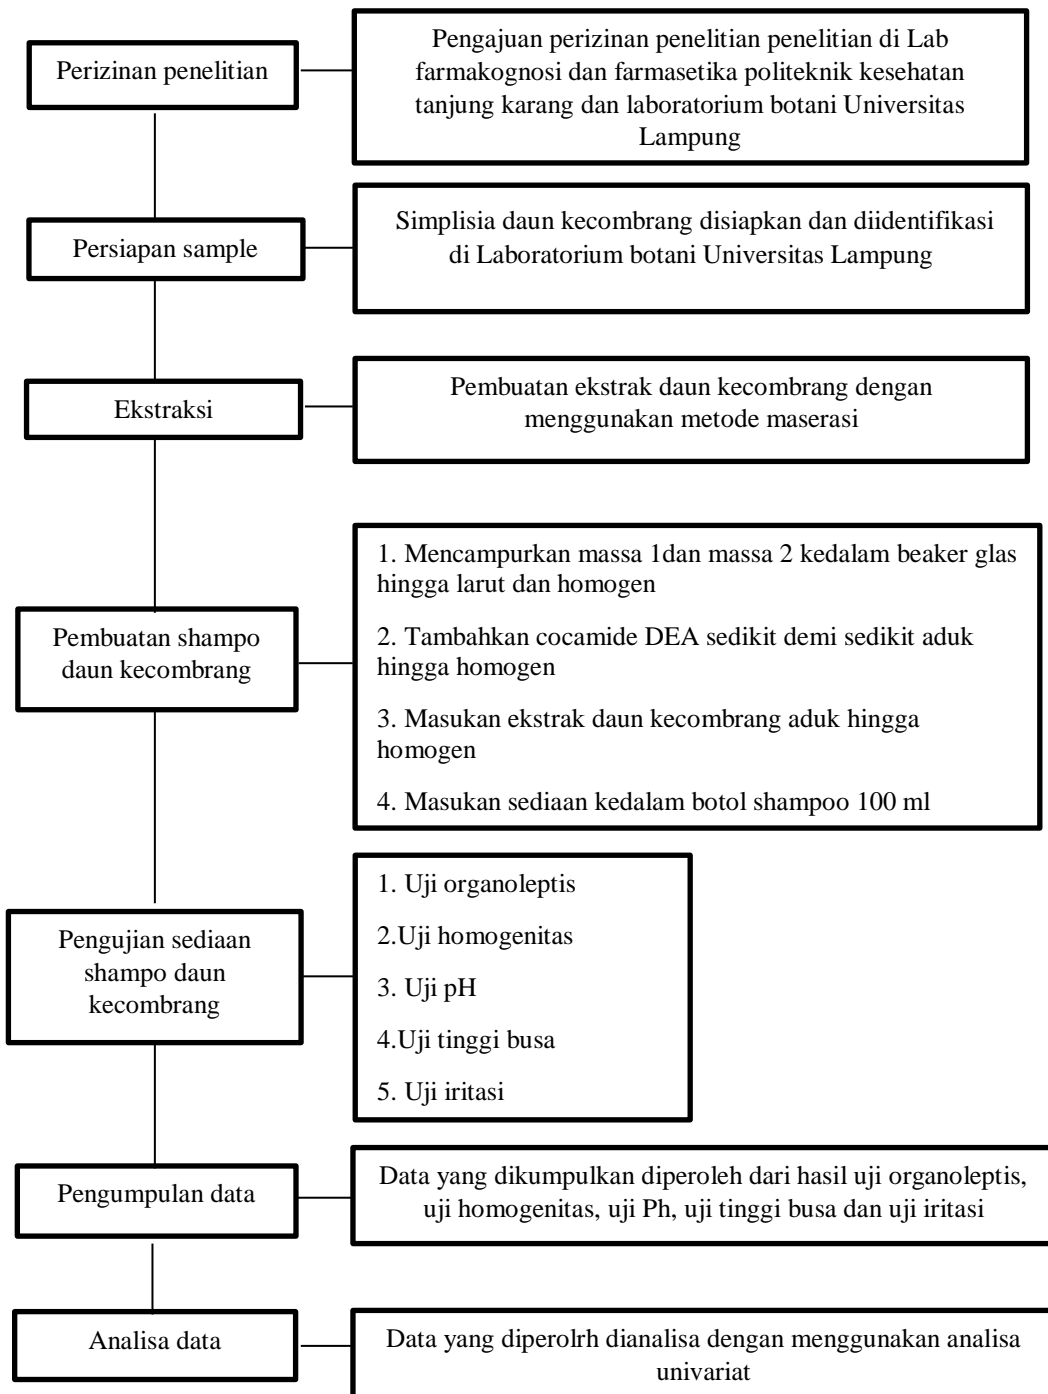 Perizinan penelitian
Pengajuan perizinan penelitian penelitian di Lab
farmakognosi dan farmasetika politeknik kesehatan
tanjung karang dan laboratorium botani Universitas
Lampung
Persiapan sample
Simplisia daun kecombrang disiapkan dan diidentifikasi
di Laboratorium botani Universitas Lampung
Ekstraksi
Pembuatan ekstrak daun kecombrang dengan
menggunakan metode maserasi
Pembuatan shampo
daun kecombrang
1. Mencampurkan massa 1dan massa 2 kedalam beaker glas
hingga larut dan homogen
2. Tambahkan cocamide DEA sedikit demi sedikit aduk
hingga homogen
3. Masukan ekstrak daun kecombrang aduk hingga
homogen
4. Masukan sediaan kedalam botol shampoo 100 ml
Pengujian sediaan
shampo daun
kecombrang
1. Uji organoleptis
2.Uji homogenitas
3. Uji pH
4.Uji tinggi busa
5. Uji iritasi
Pengumpulan data
Data yang dikumpulkan diperoleh dari hasil uji organoleptis,
uji homogenitas, uji Ph, uji tinggi busa dan uji iritasi
Analisa data
Data yang diperolrh dianalisa dengan menggunakan analisa
univariat